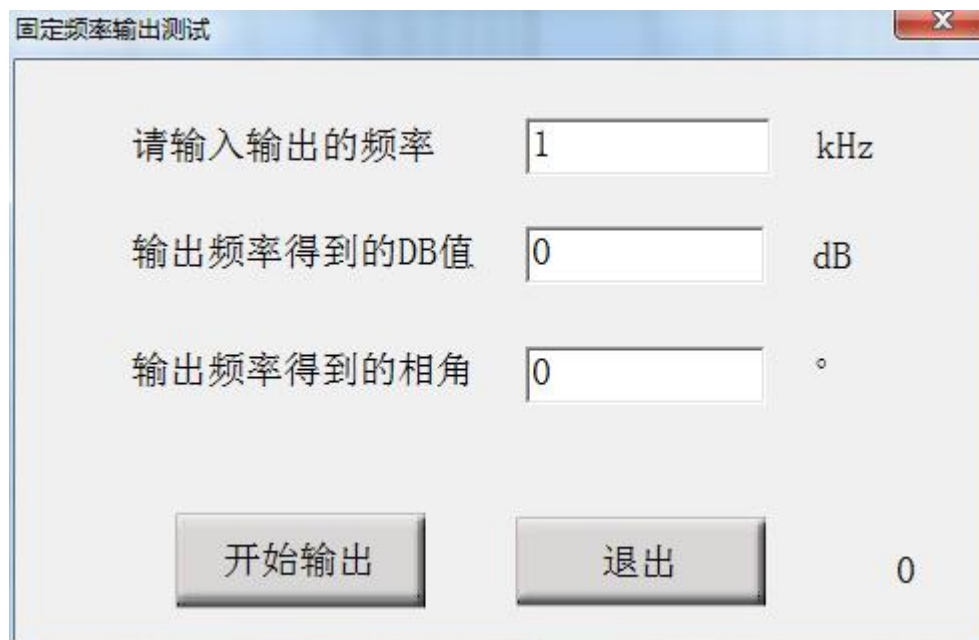 固定频率输出测试
请输入输出的频率 1 kHz
输出频率得到的DB值 0 dB
输出频率得到的相角 0 °
开始输出 退出 0